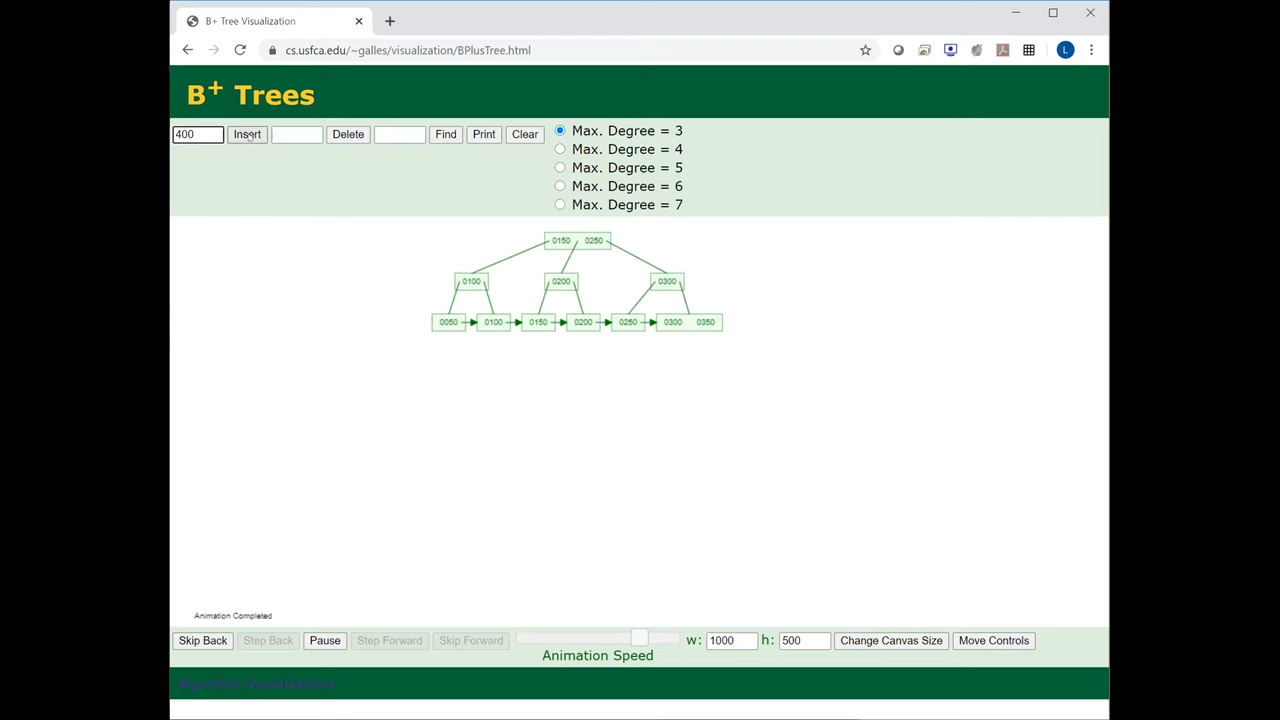 B+ Tree Visualization
cs.usfca.edu/~galles/visualization/BPlusTree.html
L
B+ Trees
400 Insert Delete Find Print Clear
Max. Degree = 3
Max. Degree = 4
Max. Degree = 5
Max. Degree = 6
Max. Degree = 7
0150 0250
0100 0200 0300
0050 0100 0150 0200 0250 0300 0350
Animation Completed
Skip Back Step Back Pause Step Forward Skip Forward w: 1000 h: 500 Change Canvas Size Move Controls
Animation Speed
Algorithm Visualizations